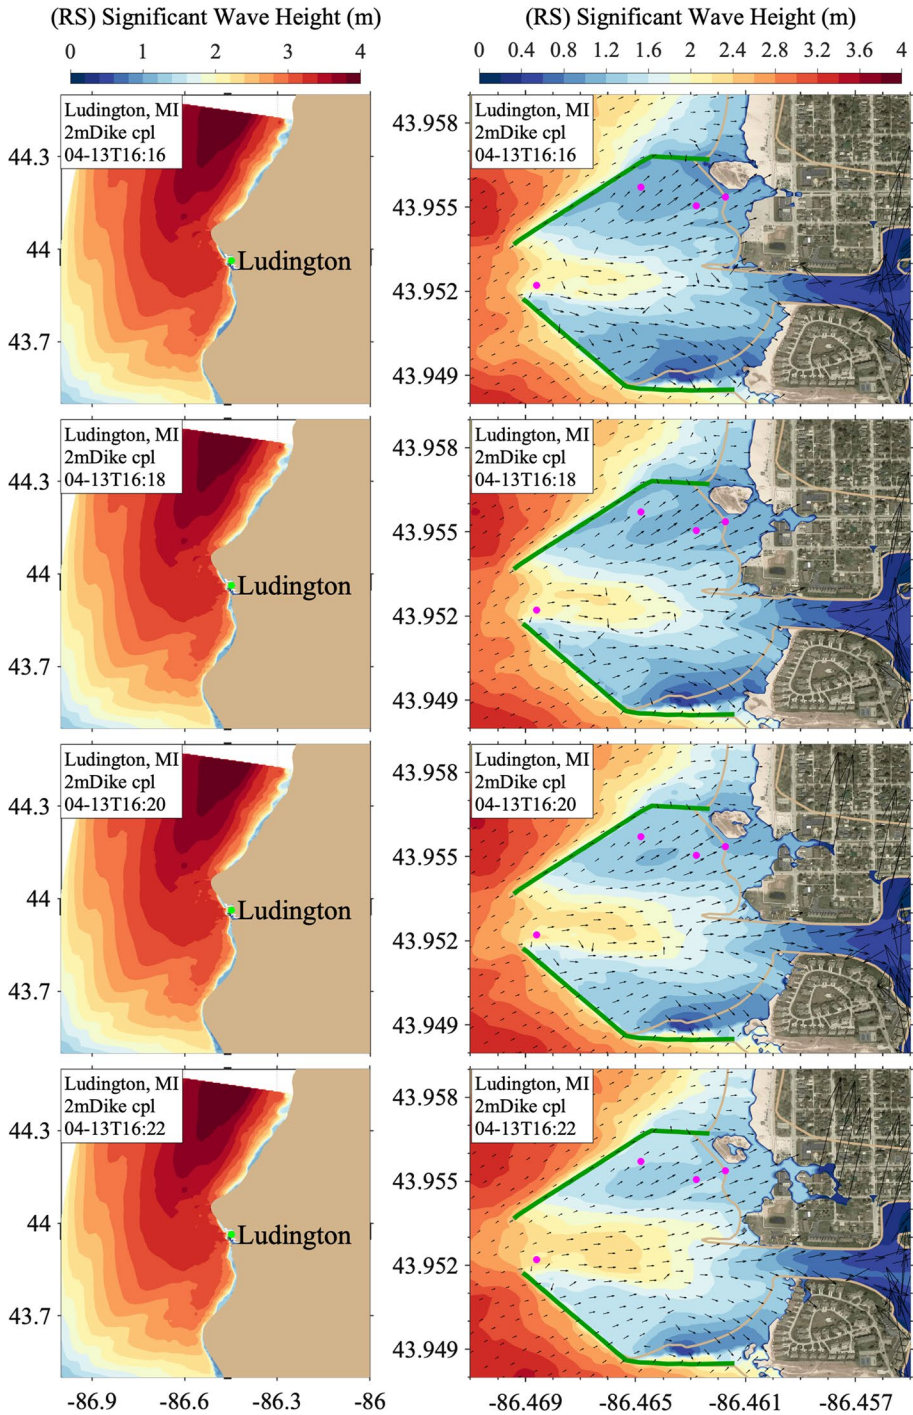 (RS) Significant Wave Height (m)
(RS) Significant Wave Height (m)
0 1 2 3 4
0 0.4 0.8 1.2 1.6 2 2.4 2.8 3.2 3.6 4
Ludington, MI
2mDike cpl
04-13T16:16
44.3
44
43.7
Ludington
Ludington, MI
2mDike cpl
04-13T16:16
43.958
43.955
43.952
43.949
Ludington, MI
2mDike cpl
04-13T16:18
44.3
44
43.7
Ludington
Ludington, MI
2mDike cpl
04-13T16:18
43.958
43.955
43.952
43.949
Ludington, MI
2mDike cpl
04-13T16:20
44.3
44
43.7
Ludington
Ludington, MI
2mDike cpl
04-13T16:20
43.958
43.955
43.952
43.949
Ludington, MI
2mDike cpl
04-13T16:22
44.3
44
43.7
Ludington
Ludington, MI
2mDike cpl
04-13T16:22
43.958
43.955
43.952
43.949
-86.9 -86.6 -86.3 -86
-86.469 -86.465 -86.461 -86.457